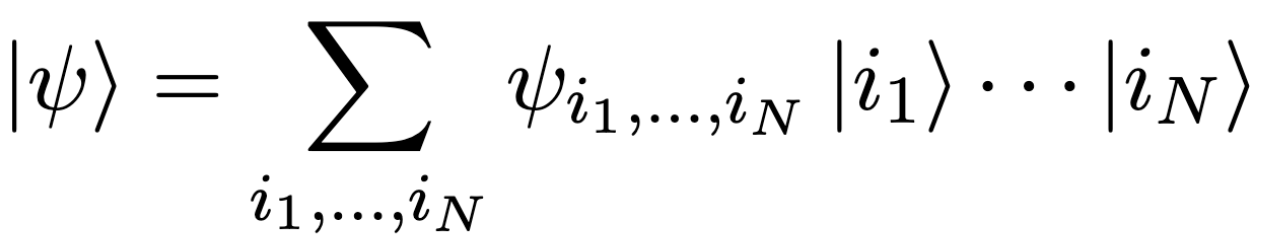 |ψ⟩ = ∑_{i_1,...,i_N} ψ_{i_1,...,i_N} |i_1⟩ ⋯ |i_N⟩